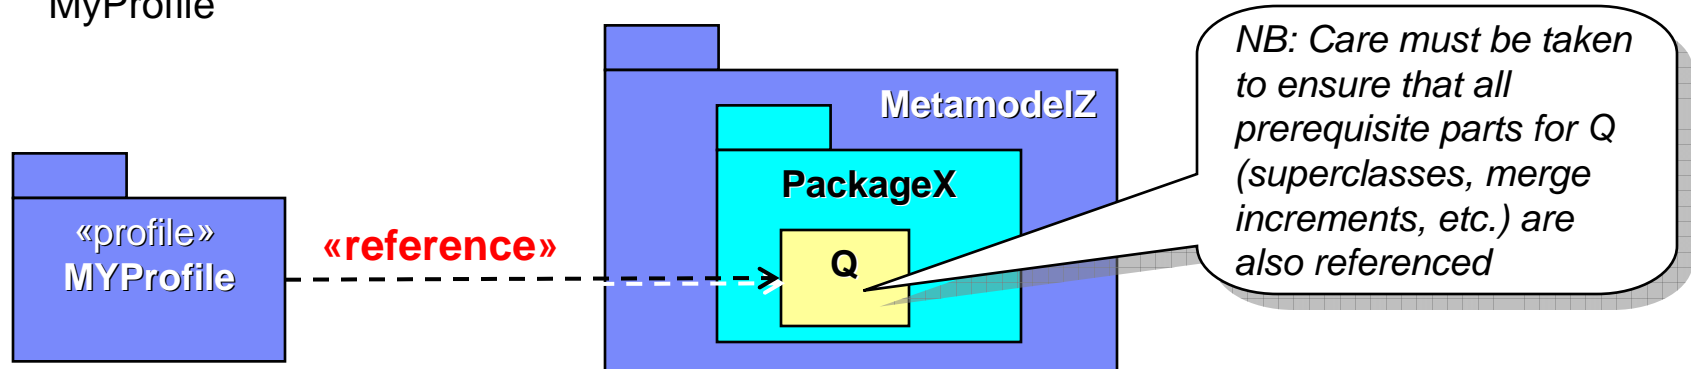 MyProfile
MetamodelZ
PackageX
Q
«profile»
MYProfile
«reference»
NB: Care must be taken
to ensure that all
prerequisite parts for Q
(superclasses, merge
increments, etc.) are
also referenced